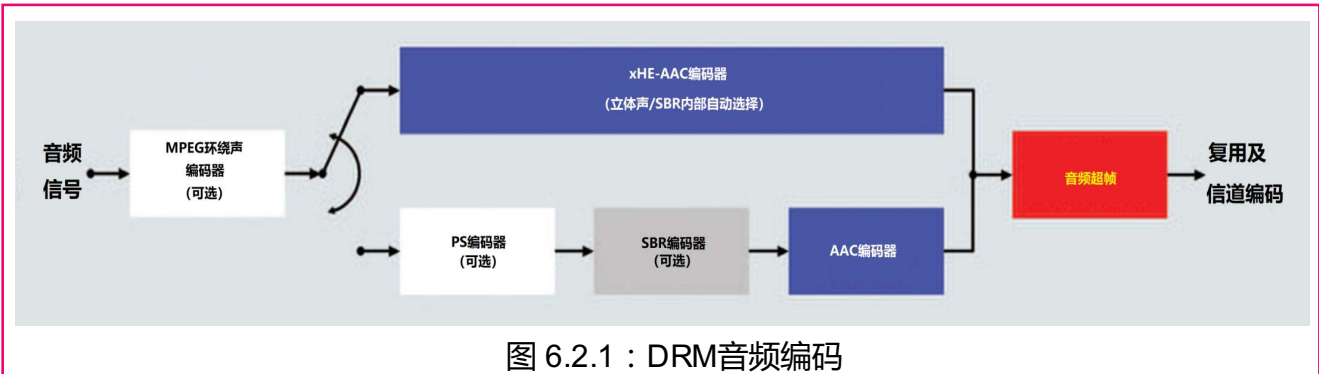 xHE-AAC编码器
(立体声/SBR内部自动选择)
音频
信号
MPEG环绕声
编码器
(可选)
音频超帧
复用及
信道编码
PS编码器
(可选)
SBR编码器
(可选)
AAC编码器
图 6.2.1：DRM音频编码